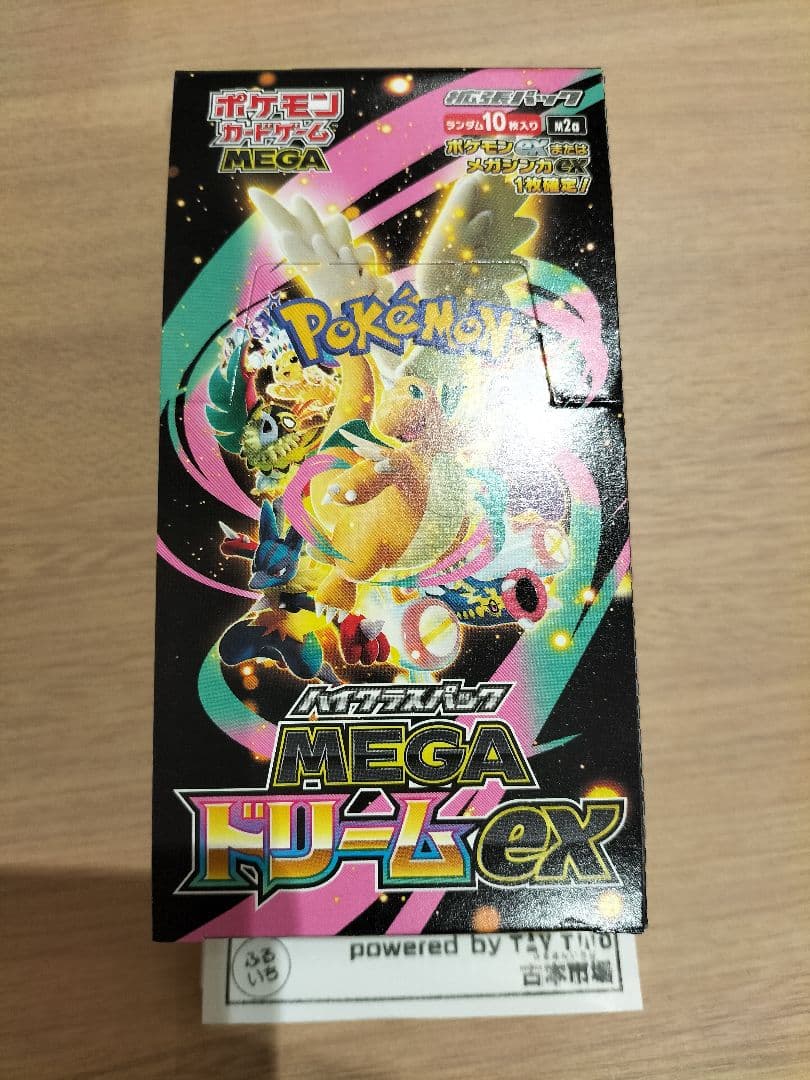 ポケモン
カードゲーム
MEGA
拡張パック
ランダム10枚入り M2a
ポケモンexまたは
メガシンカex
1枚確定!
POKéMON
ハイクラスパック
MEGA
ドリームex
ふる
いち
powered by TAY TWO
古本市場